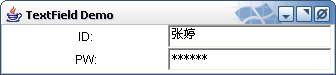 TextField Demo
ID:
张婷
PW:
******